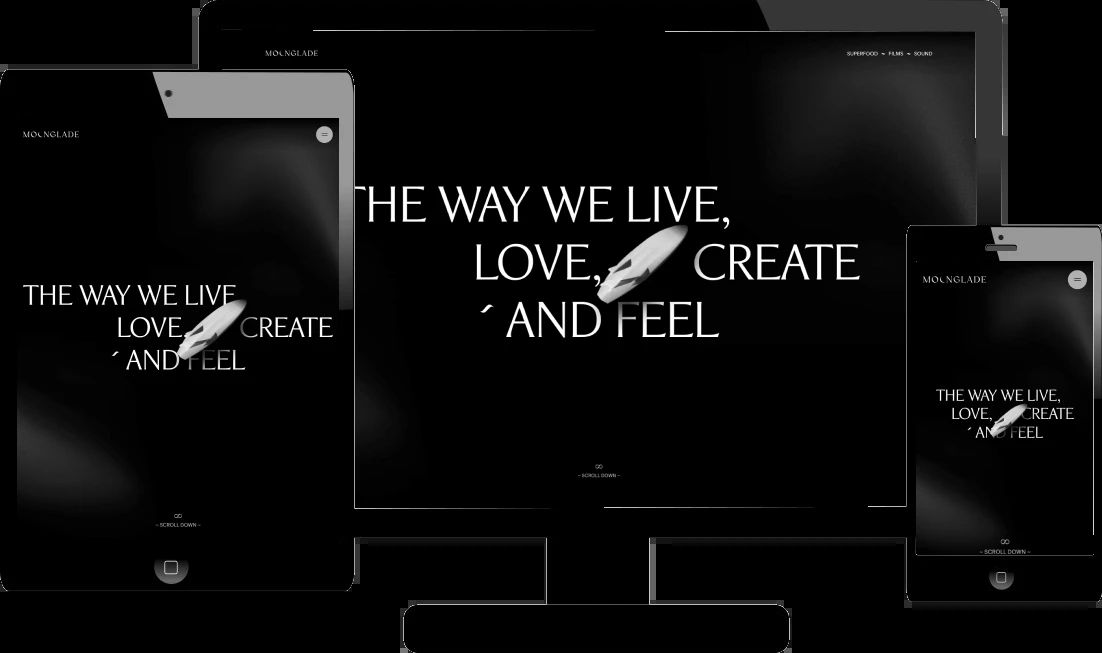 MOONGLADE
SUPERFOOD ~ FILMS ~ SOUND
THE WAY WE LIVE,
LOVE, CREATE
´ AND FEEL
~ SCROLL DOWN ~
MOONGLADE
THE WAY WE LIVE
LOVE, CREATE
´ AND FEEL
~ SCROLL DOWN ~
MOONGLADE
THE WAY WE LIVE,
LOVE, CREATE
´ AND FEEL
~ SCROLL DOWN ~